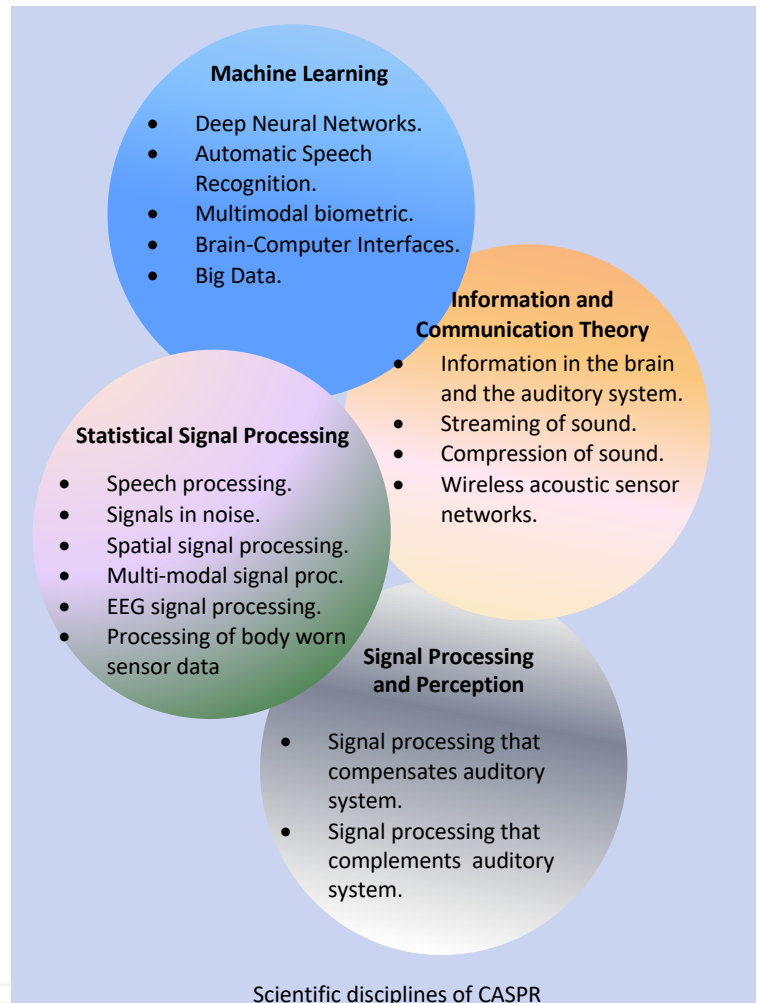 Machine Learning
• Deep Neural Networks.
• Automatic Speech
Recognition.
• Multimodal biometric.
• Brain-Computer Interfaces.
• Big Data.
Information and
Communication Theory
• Information in the brain
and the auditory system.
• Streaming of sound.
• Compression of sound.
• Wireless acoustic sensor
networks.
Statistical Signal Processing
• Speech processing.
• Signals in noise.
• Spatial signal processing.
• Multi-modal signal proc.
• EEG signal processing.
• Processing of body worn
sensor data
Signal Processing
and Perception
• Signal processing that
compensates auditory
system.
• Signal processing that
complements auditory
system.
Scientific disciplines of CASPR